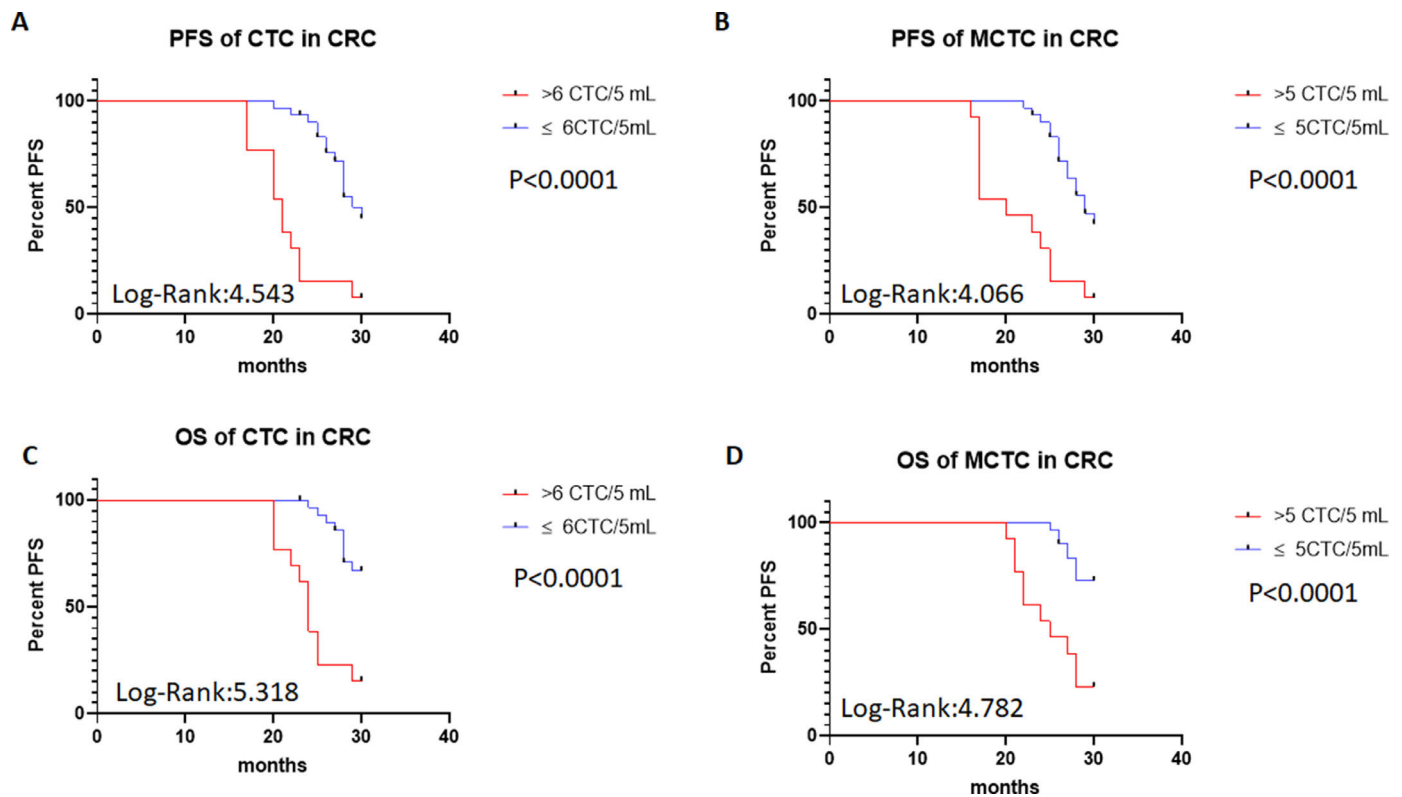 A
PFS of CTC in CRC
Percent PFS
100
50
0
0 10 20 30 40
months
>6 CTC/5 mL
≤ 6CTC/5mL
P<0.0001
Log-Rank:4.543
B
PFS of MCTC in CRC
Percent PFS
100
50
0
0 10 20 30 40
months
>5 CTC/5 mL
≤ 5CTC/5mL
P<0.0001
Log-Rank:4.066
C
OS of CTC in CRC
Percent PFS
100
50
0
0 10 20 30 40
months
>6 CTC/5 mL
≤ 6CTC/5mL
P<0.0001
Log-Rank:5.318
D
OS of MCTC in CRC
Percent PFS
100
50
0
0 10 20 30 40
months
>5 CTC/5 mL
≤ 5CTC/5mL
P<0.0001
Log-Rank:4.782